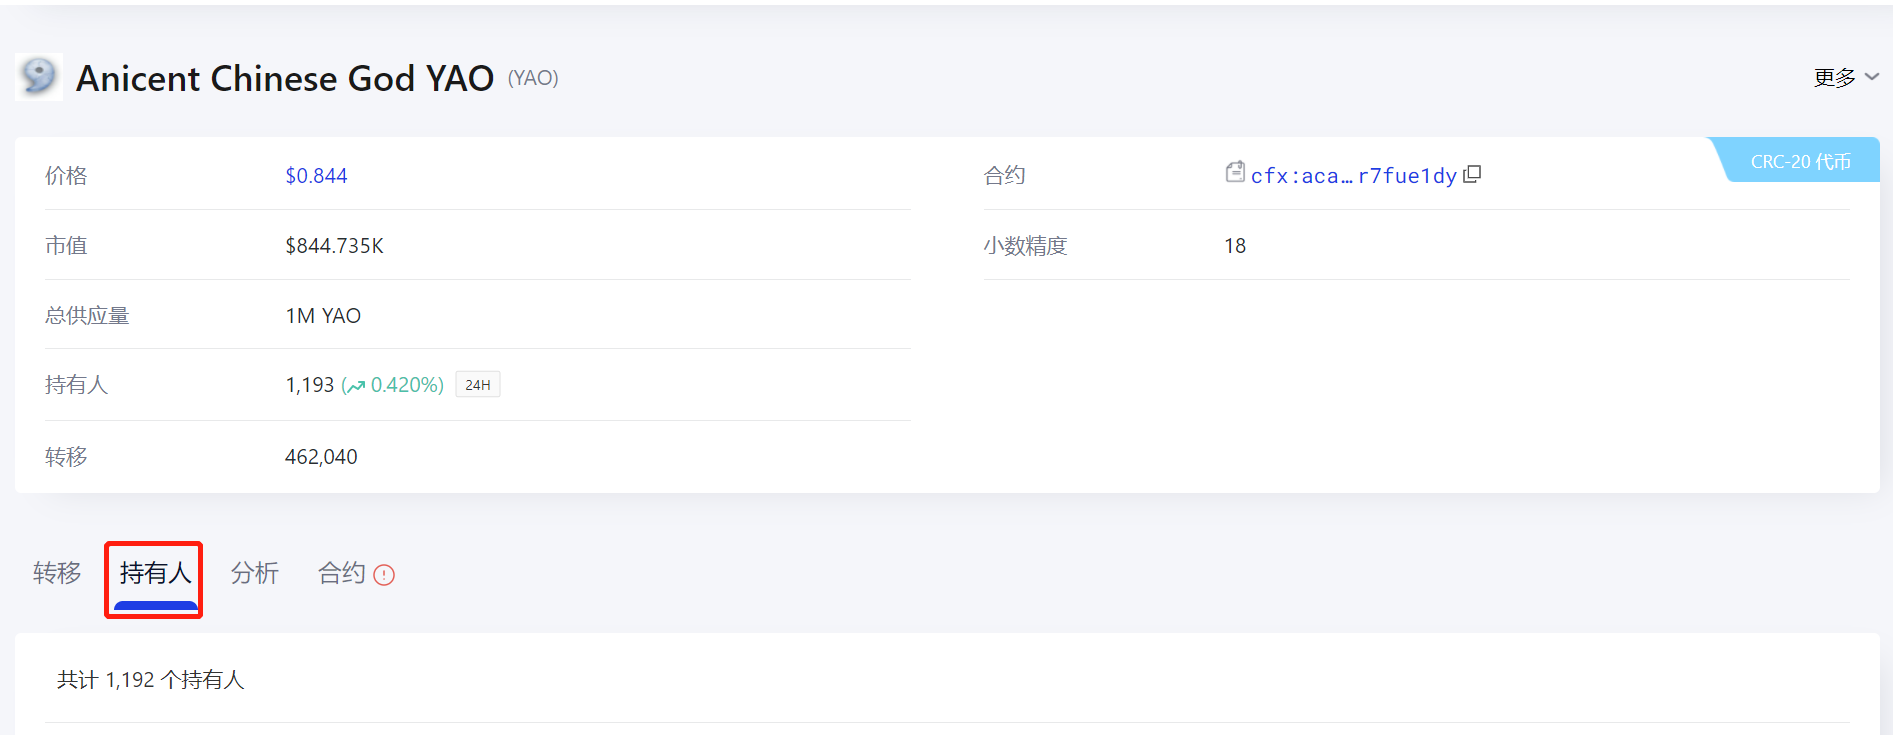 Anicent Chinese God YAO (YAO)
更多
价格 $0.844
合约 cfx:aca…r7fue1dy
CRC-20 代币
市值 $844.735K
小数精度 18
总供应量 1M YAO
持有人 1,193 (0.420%) 24H
转移 462,040
转移 持有人 分析 合约
共计 1,192 个持有人